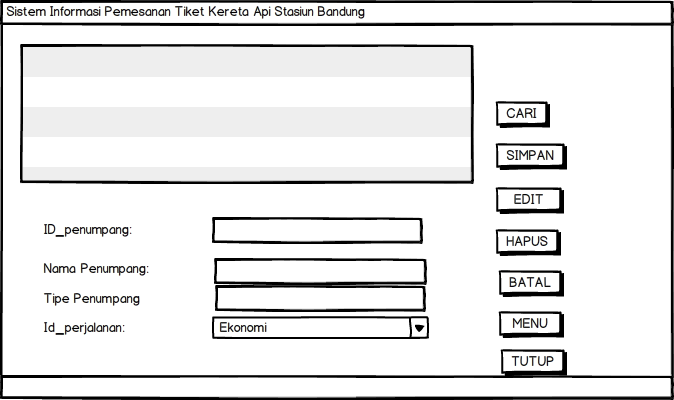 Sistem Informasi Pemesanan Tiket Kereta Api Stasiun Bandung
CARI
SIMPAN
EDIT
HAPUS
BATAL
MENU
TUTUP
ID_penumpang:
Nama Penumpang:
Tipe Penumpang
Id_perjalanan:
Ekonomi